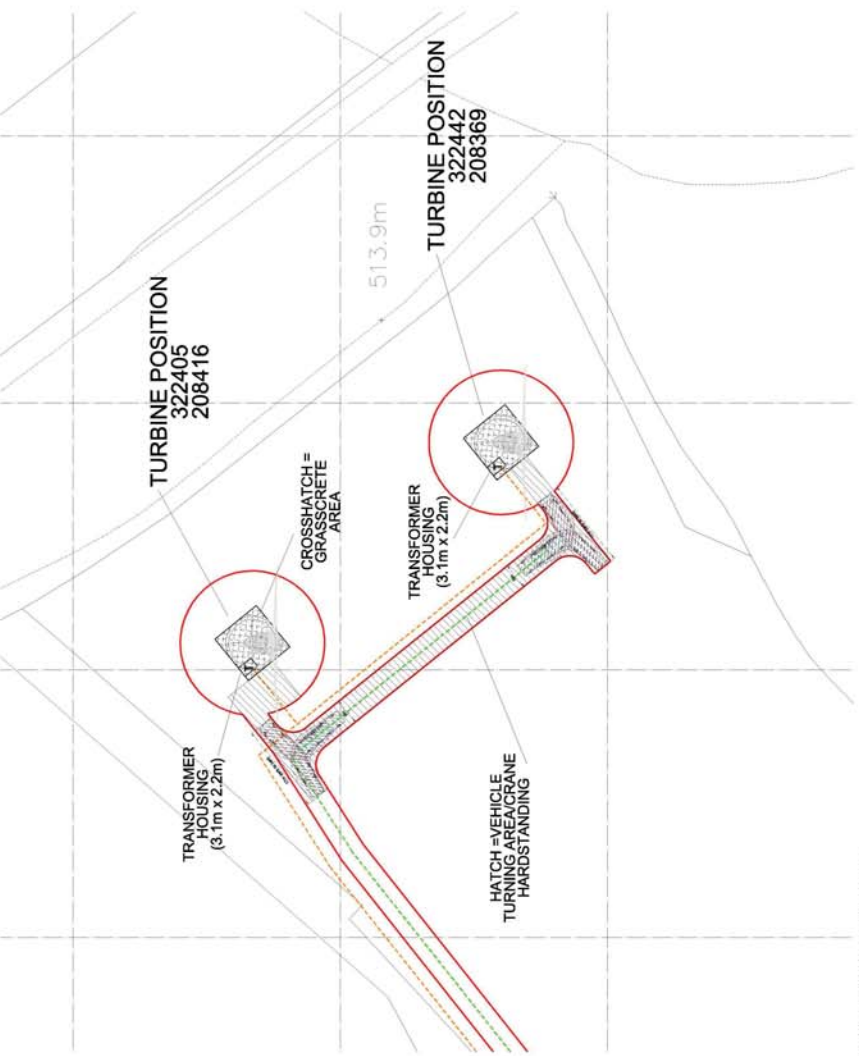 TURBINE POSITION
322405
208416
TURBINE POSITION
322442
208369
513.9m
CROSSHATCH =
GRASSCRETE
AREA
TRANSFORMER
HOUSING
(3.1m x 2.2m)
TRANSFORMER
HOUSING
(3.1m x 2.2m)
HATCH =VEHICLE
TURNING AREA/CRANE
HARDSTANDING